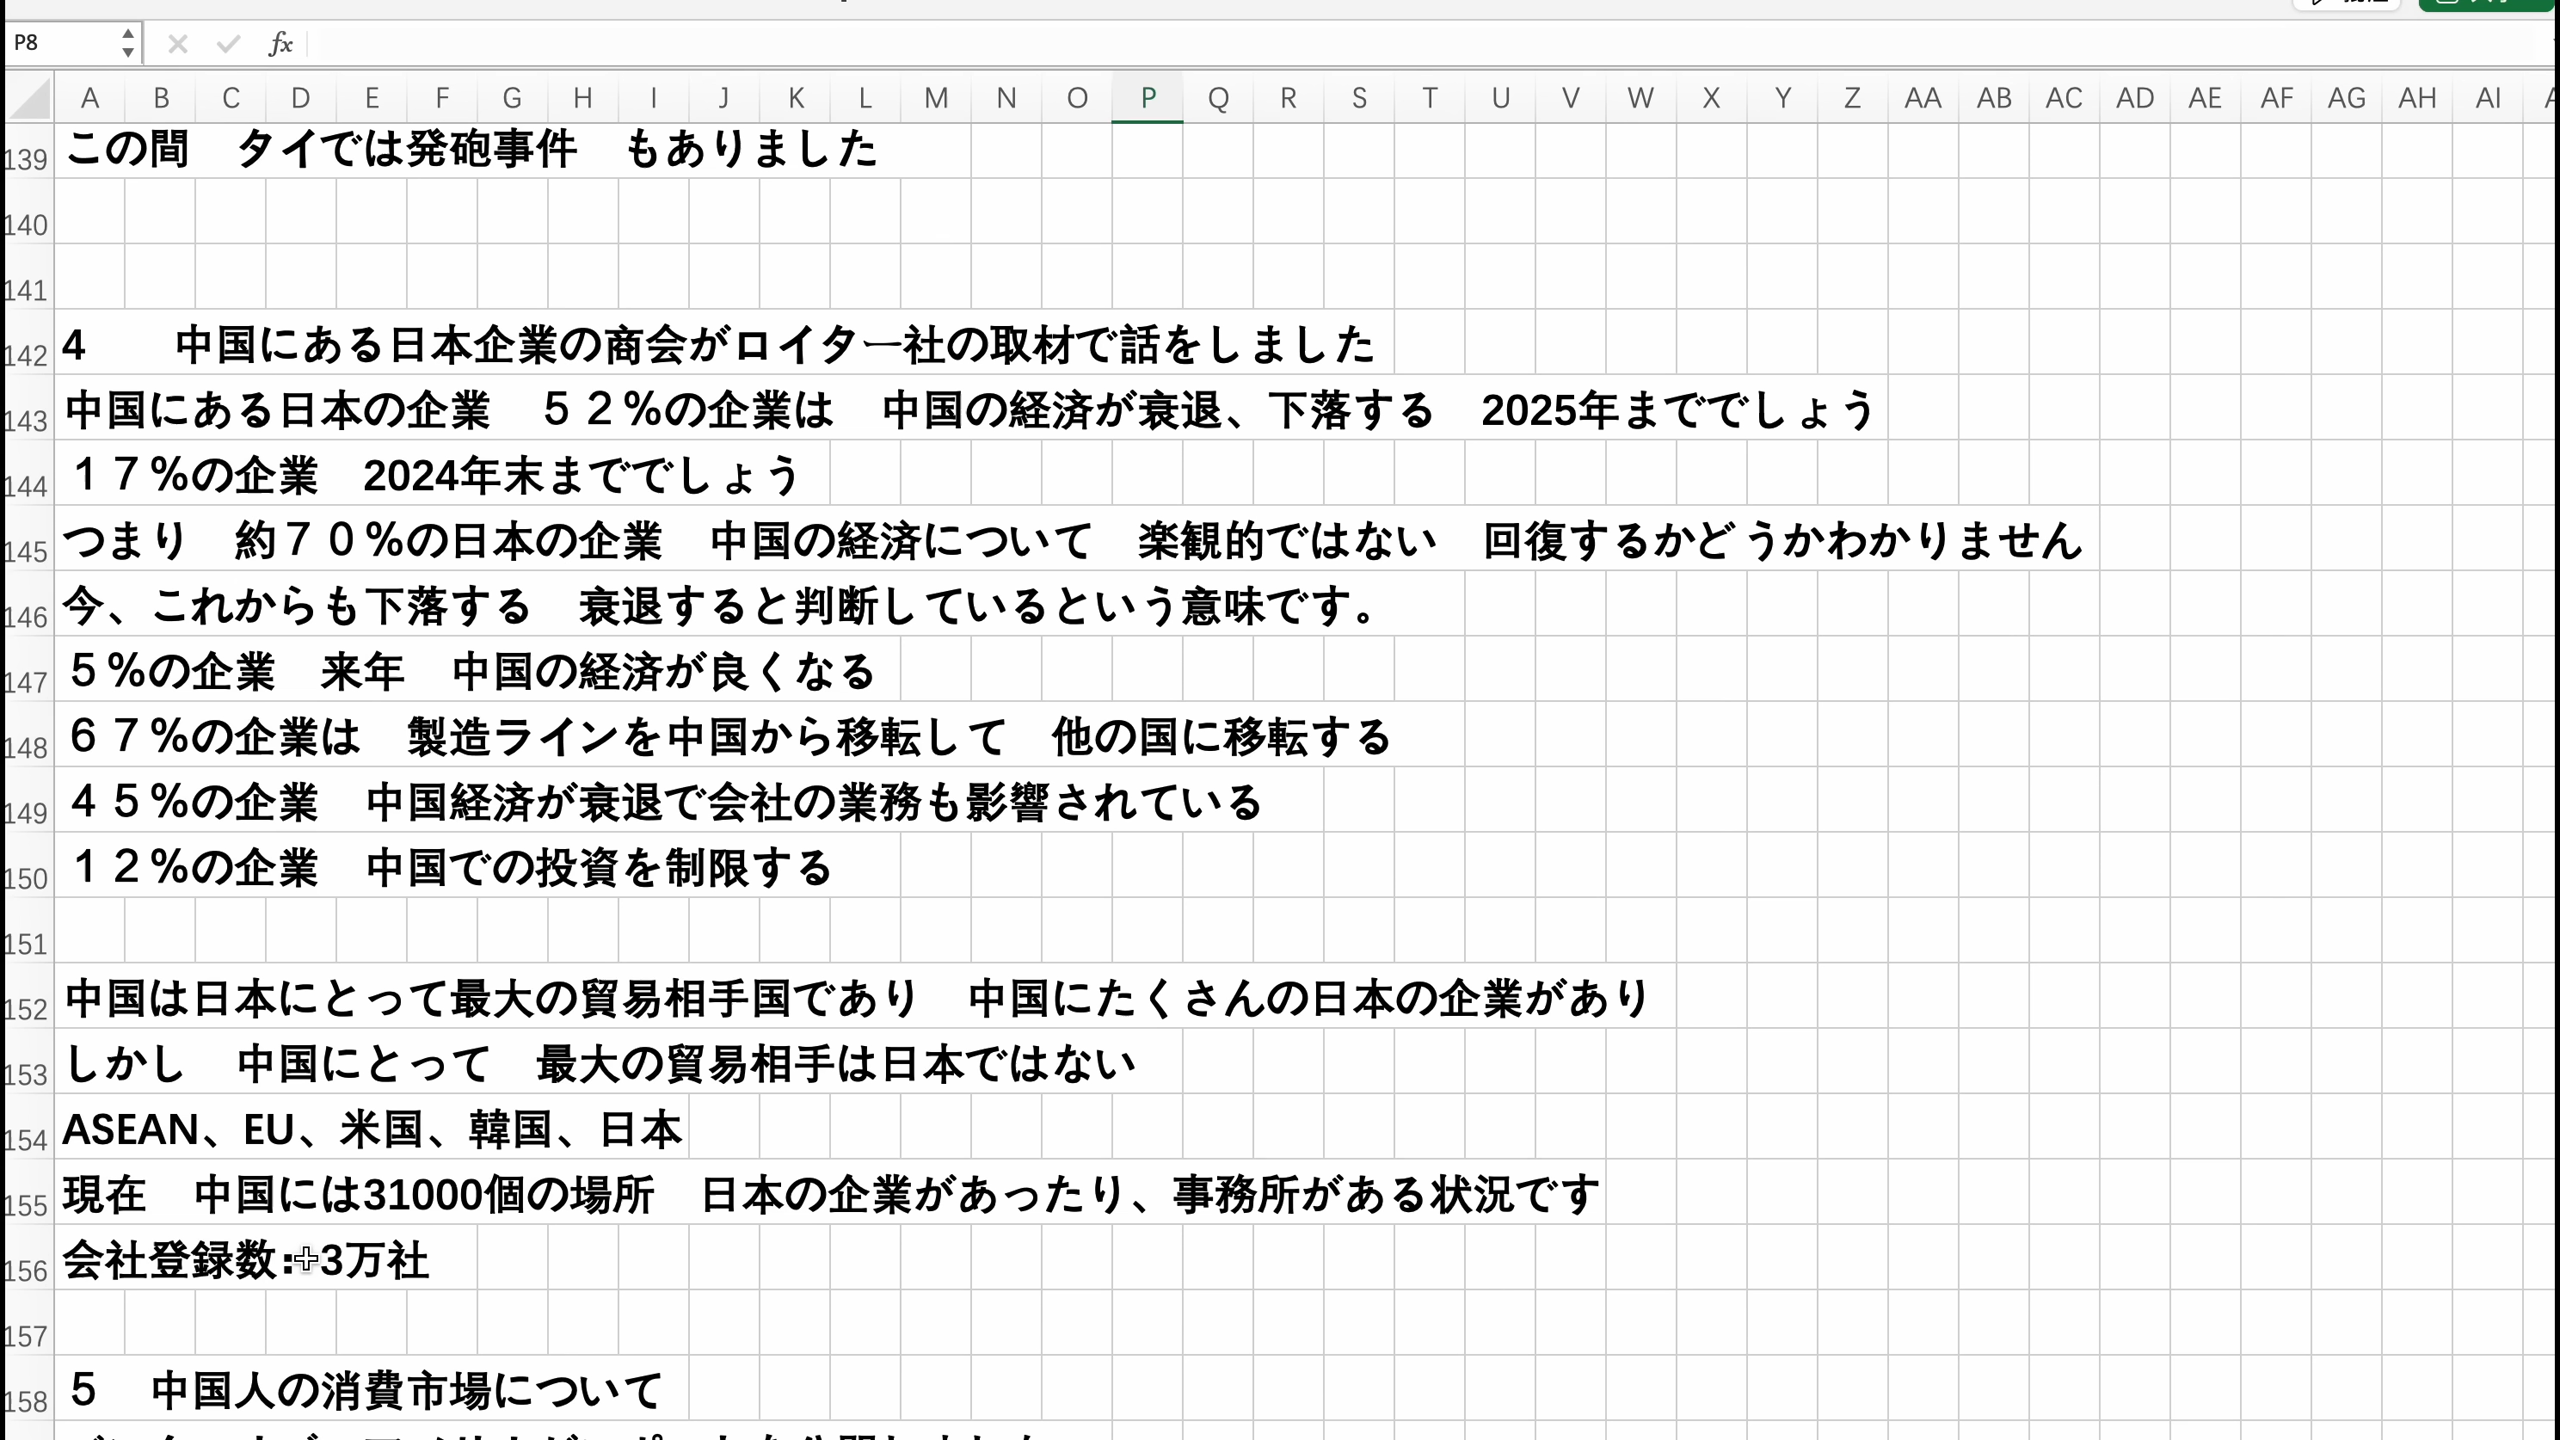 P8
fx
A B C D E F G H I J K L M N O P Q R S T U V W X Y Z AA AB AC AD AE AF AG AH AI
139 この間　タイでは発砲事件　もありました
140
141
142 4　　中国にある日本企業の商会がロイター社の取材で話をしました
143 中国にある日本の企業　５２％の企業は　中国の経済が衰退、下落する　2025年まででしょう
144 １７％の企業　2024年末まででしょう
145 つまり　約７０％の日本の企業　中国の経済について　楽観的ではない　回復するかどうかわかりません
146 今、これからも下落する　衰退すると判断しているという意味です。
147 ５％の企業　来年　中国の経済が良くなる
148 ６７％の企業は　製造ラインを中国から移転して　他の国に移転する
149 ４５％の企業　中国経済が衰退で会社の業務も影響されている
150 １２％の企業　中国での投資を制限する
151
152 中国は日本にとって最大の貿易相手国であり　中国にたくさんの日本の企業があり
153 しかし　中国にとって　最大の貿易相手は日本ではない
154 ASEAN、EU、米国、韓国、日本
155 現在　中国には31000個の場所　日本の企業があったり、事務所がある状況です
156 会社登録数:　3万社
157
158 ５　中国人の消費市場について